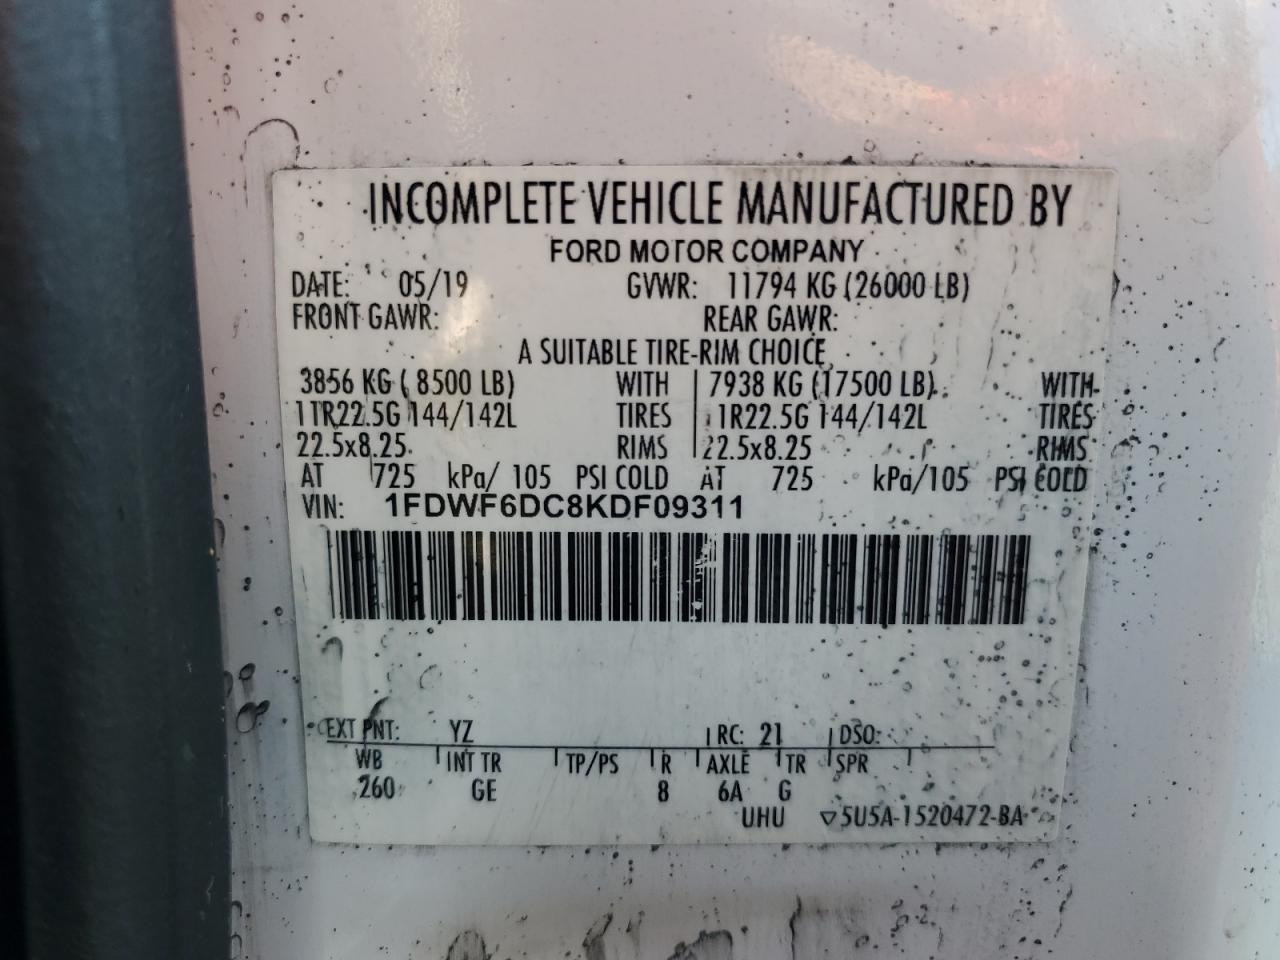 INCOMPLETE VEHICLE MANUFACTURED BY
FORD MOTOR COMPANY
DATE: 05/19 GVWR: 11794 KG (26000 LB)
FRONT GAWR: REAR GAWR:
A SUITABLE TIRE-RIM CHOICE
3856 KG ( 8500 LB) WITH 7938 KG (17500 LB) WITH
11R22.5G 144/142L TIRES 11R22.5G 144/142L TIRES
22.5x8.25 RIMS 22.5x8.25 RIMS
AT 725 kPa/ 105 PSI COLD AT 725 kPa/105 PSI COLD
VIN: 1FDWF6DC8KDF09311
EXT PNT: YZ RC: 21 DSO:
WB INT TR TP/PS R AXLE TR SPR
260 GE 8 6A G
UHU ▽5U5A-1520472-BA